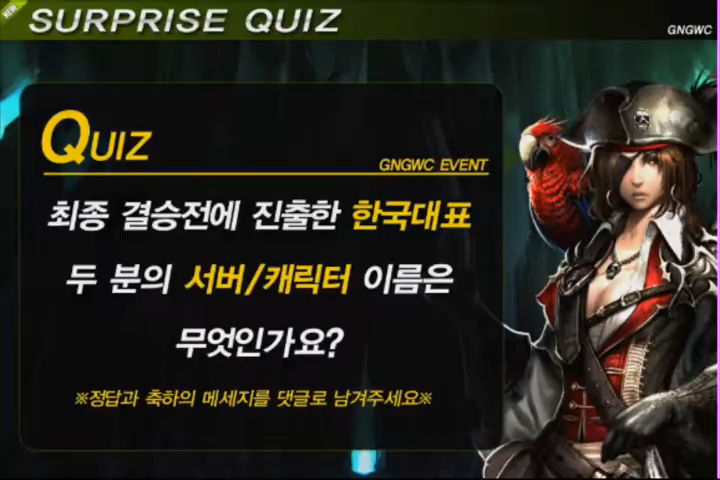 NEW
SURPRISE QUIZ
GNGWC
QUIZ
GNGWC EVENT
최종 결승전에 진출한 한국대표
두 분의 서버/캐릭터 이름은
무엇인가요?
※정답과 축하의 메세지를 댓글로 남겨주세요※